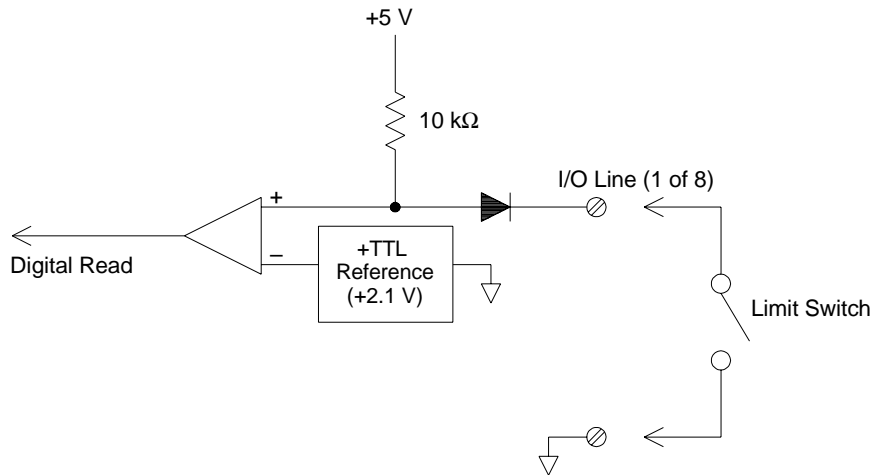 +5 V
10 kΩ
I/O Line (1 of 8)
+
–
+TTL
Reference
(+2.1 V)
Digital Read
Limit Switch